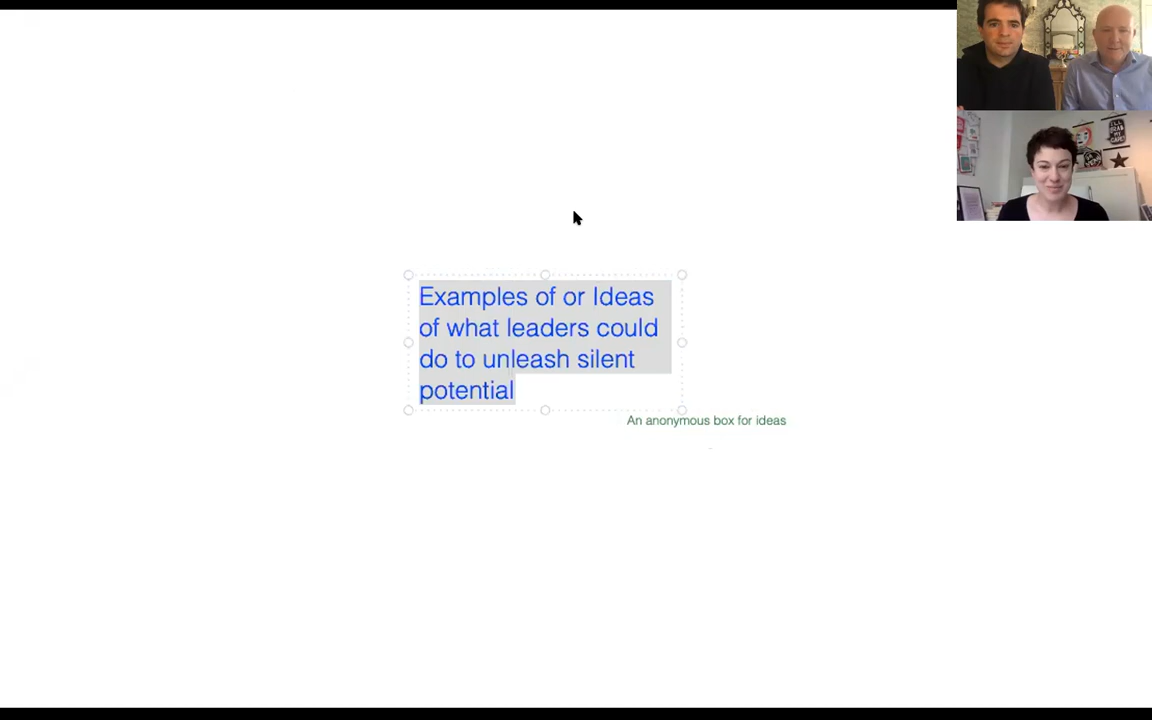 Examples of or Ideas
of what leaders could
do to unleash silent
potential
An anonymous box for ideas